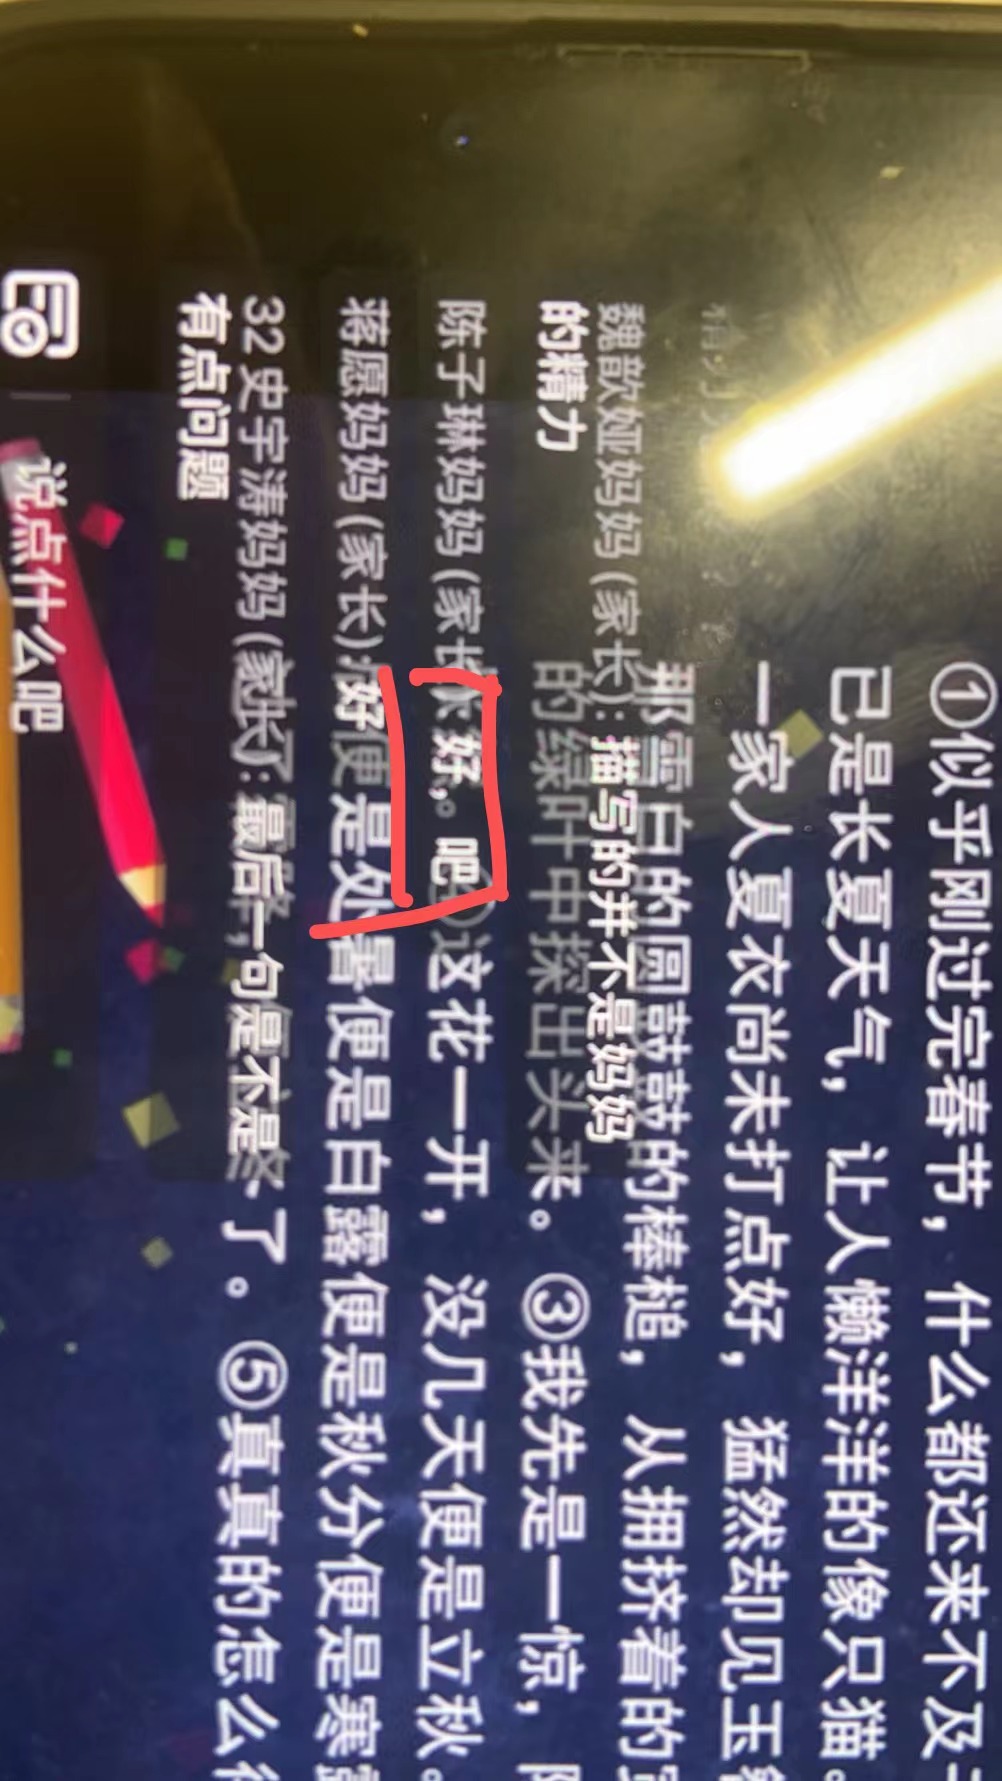 ①似乎刚过完春节，什么都还来不及
已是长夏天气，让人懒洋洋的像只猫。
一家人夏衣尚未打点好，猛然却见玉
那雪白的圆鼓鼓的棒槌，从拥挤着的
的绿叶中探出头来。③我先是一惊，
这花一开，没几天便是立秋。
便是处暑便是白露便是秋分便是寒
了。⑤真真的怎么
魏歆娅妈妈(家长)：描写的并不是妈妈
的精力
陈子琳妈妈(家长 好 吧
蒋愿妈妈(家长) 好
32史宇涛妈妈(家长)：最后一句是不是
有点问题
说点什么吧